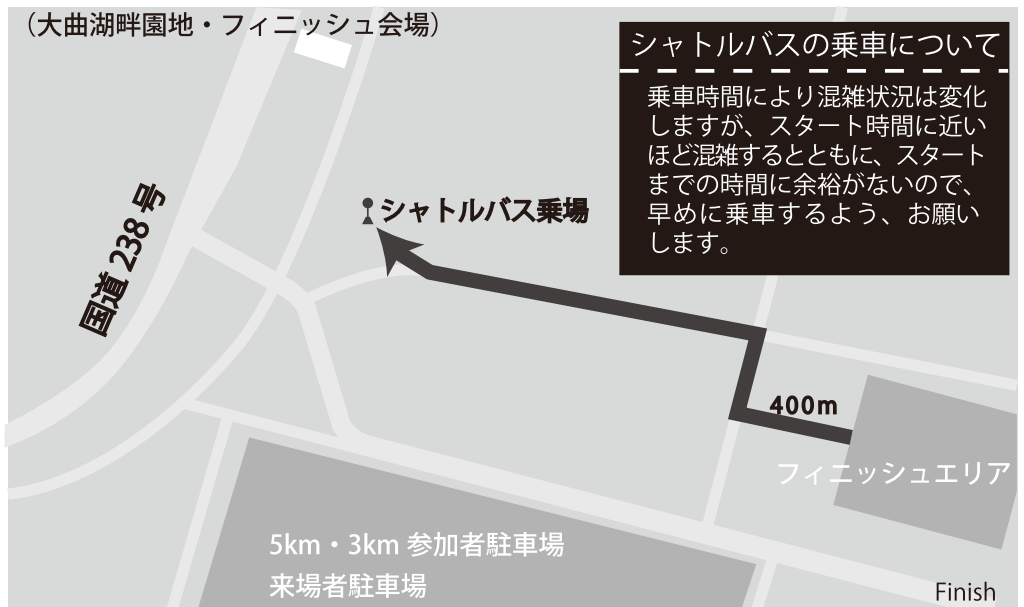 （大曲湖畔園地・フィニッシュ会場）
シャトルバスの乗車について
乗車時間により混雑状況は変化
しますが、スタート時間に近い
ほど混雑するとともに、スタート
までの時間に余裕がないので、
早めに乗車するよう、お願い
します。
シャトルバス乗場
国道 238 号
400m
フィニッシュエリア
5km・3km 参加者駐車場
来場者駐車場
Finish